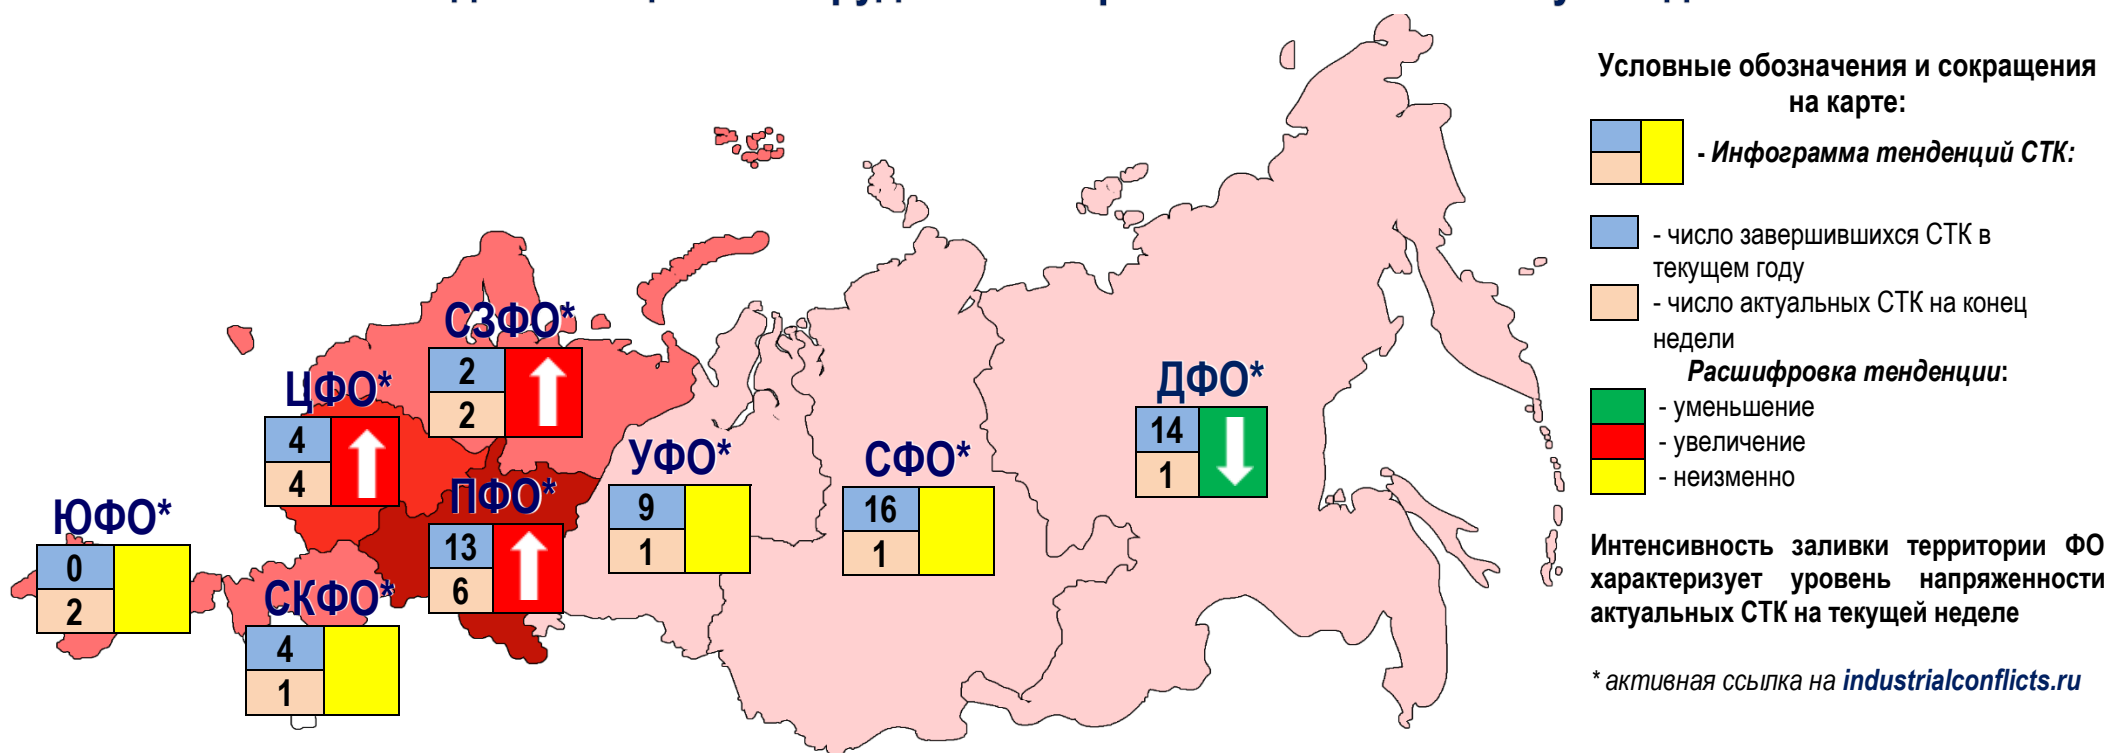 СЗФО*
2
2
ЦФО*
4
4
ДФО*
14
1
УФО*
9
1
СФО*
16
1
ПФО*
13
6
ЮФО*
0
2
СКФО*
4
1
Условные обозначения и сокращения
на карте:
- Инфограмма тенденций СТК:
- число завершившихся СТК в
текущем году
- число актуальных СТК на конец
недели
Расшифровка тенденции:
- уменьшение
- увеличение
- неизменно
Интенсивность заливки территории ФО
характеризует уровень напряженности
актуальных СТК на текущей неделе
* активная ссылка на industrialconflicts.ru